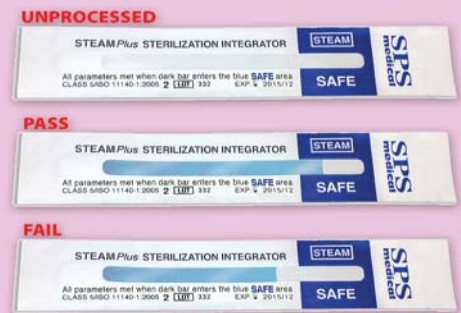 UNPROCESSED
STEAMPlus STERILIZATION INTEGRATOR
STEAM
All parameters met when dark bar enters the blue SAFE area
CLASS 5/ISO 11140-1:2005 2 LOT 332 EXP. 2015/12
SAFE
SPS medical
PASS
STEAMPlus STERILIZATION INTEGRATOR
STEAM
All parameters met when dark bar enters the blue SAFE area
CLASS 5/ISO 11140-1:2005 2 LOT 332 EXP. 2015/12
SAFE
SPS medical
FAIL
STEAMPlus STERILIZATION INTEGRATOR
STEAM
All parameters met when dark bar enters the blue SAFE area
CLASS 5/ISO 11140-1:2005 2 LOT 332 EXP. 2015/12
SAFE
SPS medical